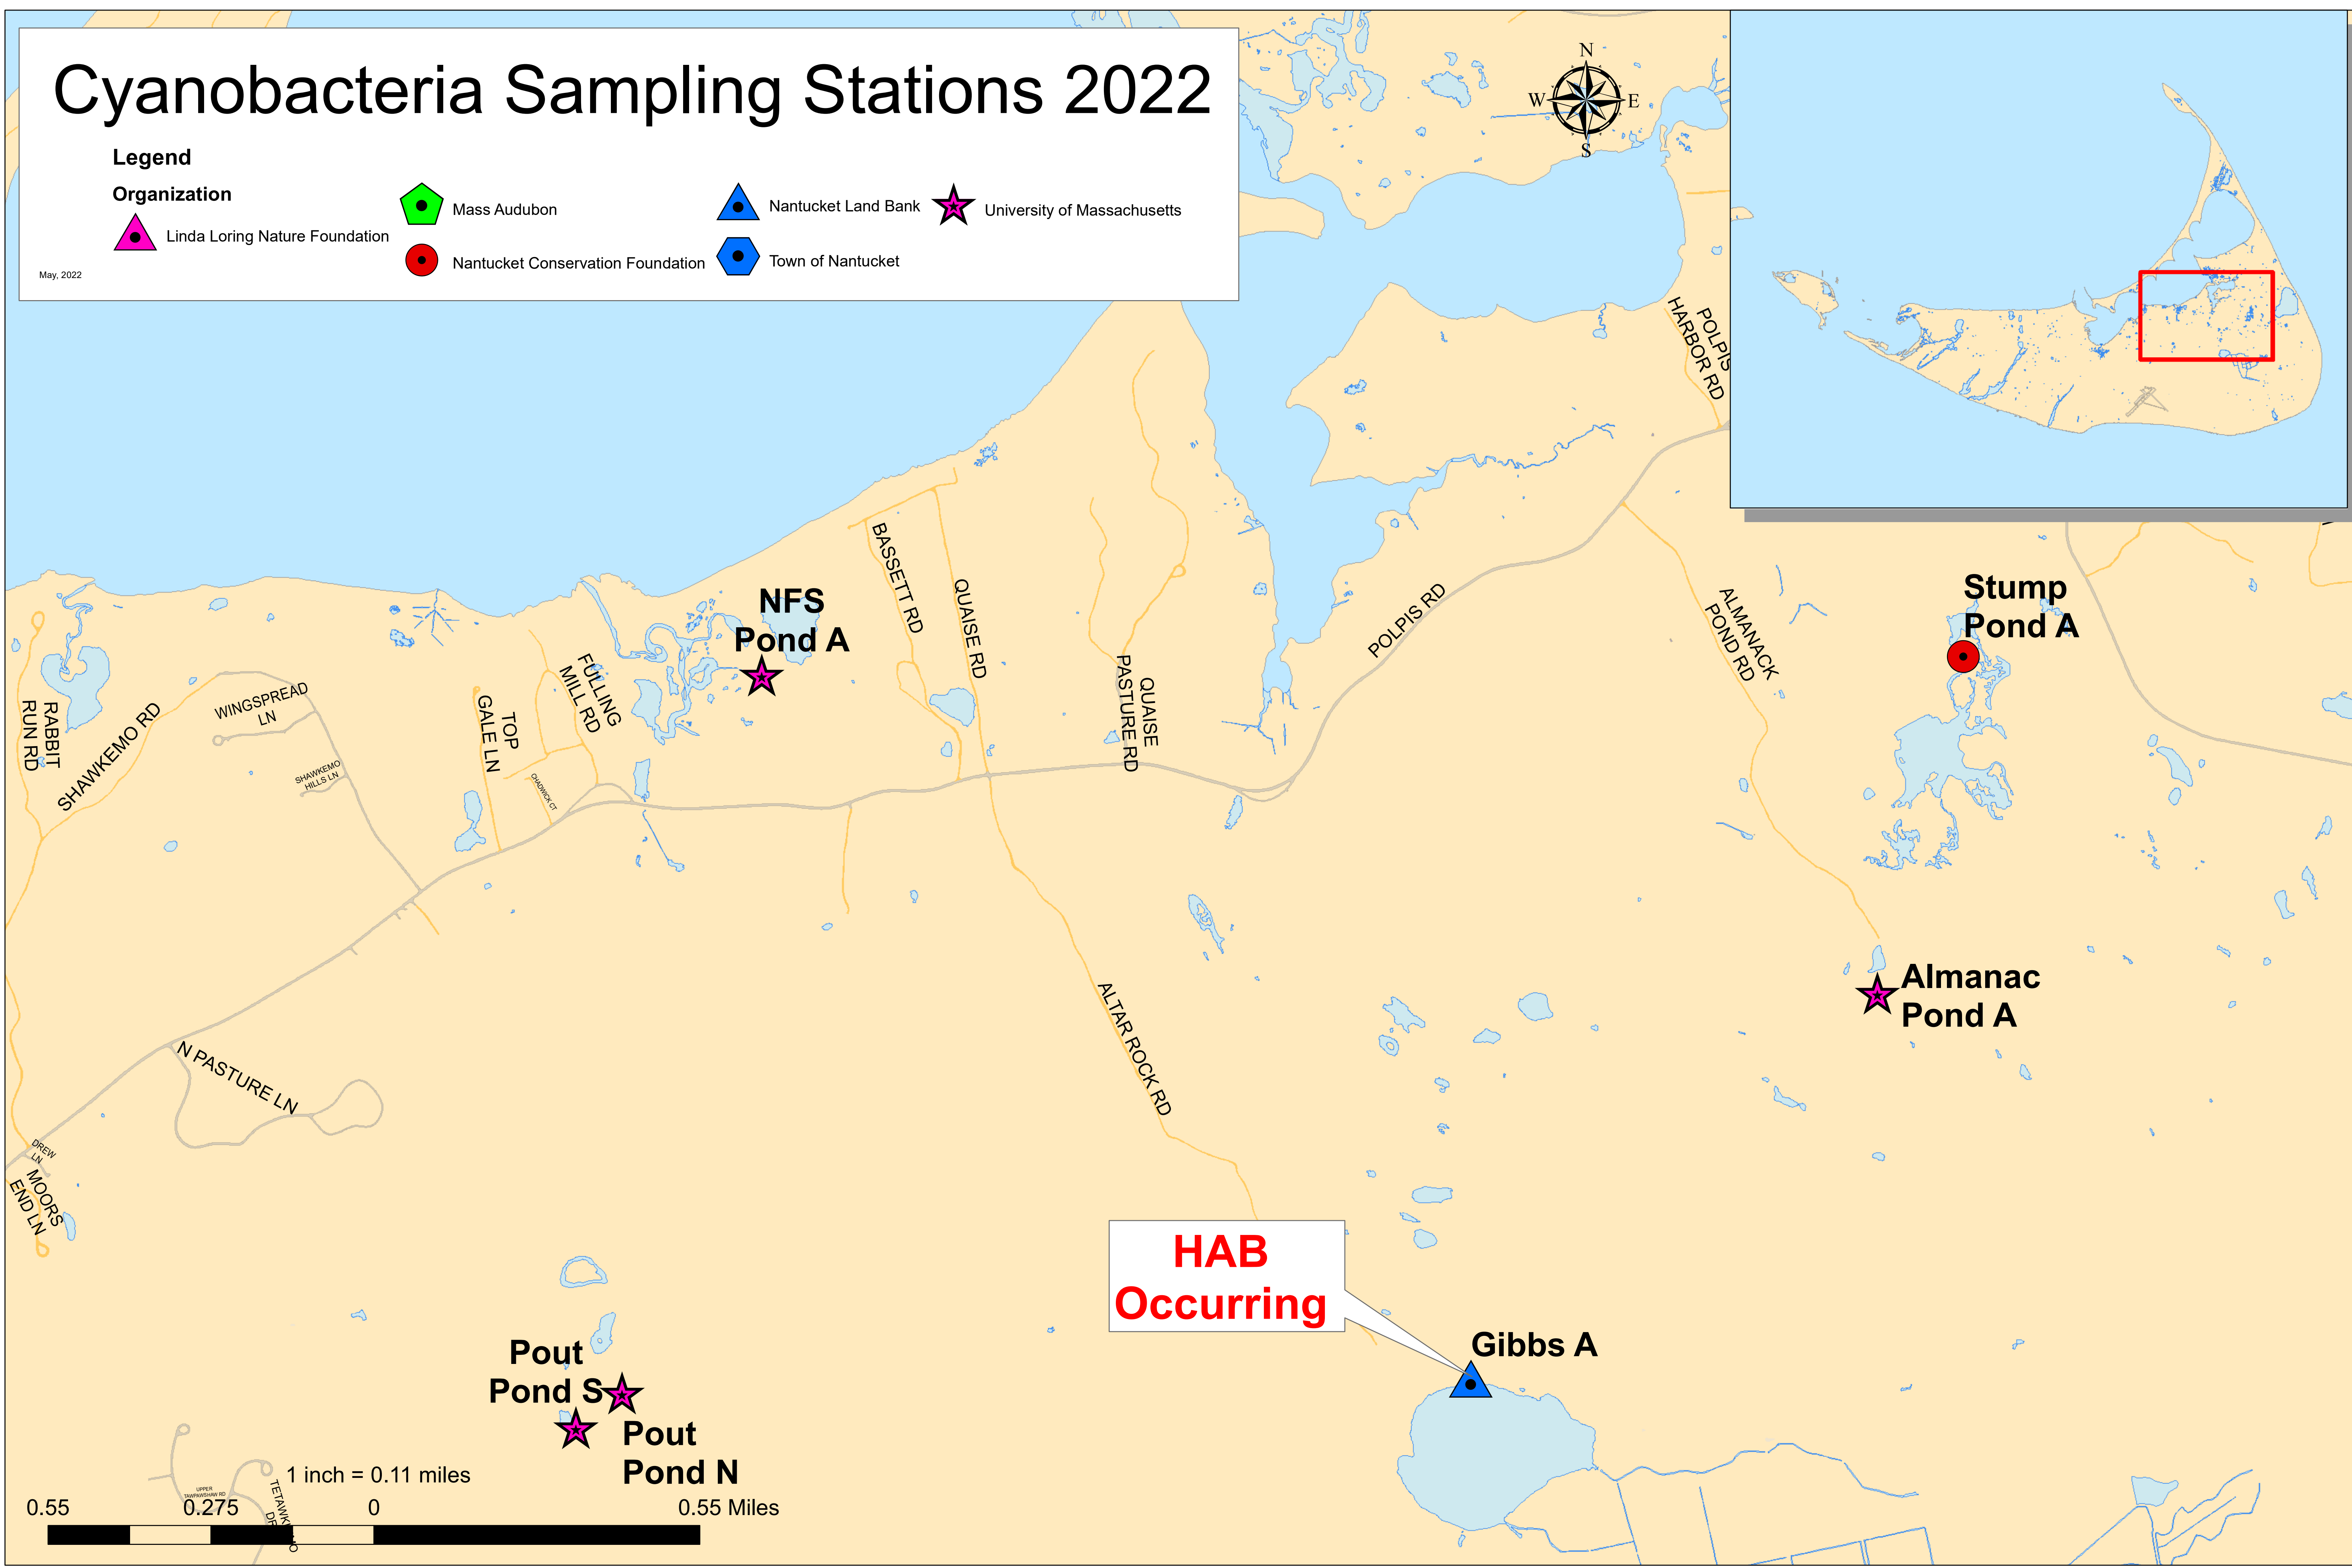 Cyanobacteria Sampling Stations 2022
Legend
Organization
Linda Loring Nature Foundation
Mass Audubon
Nantucket Conservation Foundation
Nantucket Land Bank
Town of Nantucket
University of Massachusetts
May, 2022
N
W
E
S
POLPIS
HARBOR RD
NFS
Pond A
BASSETT RD
QUAISE RD
QUAISE
PASTURE RD
POLPIS RD
ALMANACK
POND RD
Stump
Pond A
RABBIT
RUN RD
SHAWKEMO RD
WINGSPREAD
LN
SHAWKEMO
HILLS LN
TOP
GALE LN
FULLING
MILL RD
CHADWICK CT
Almanac
Pond A
ALTAR ROCK RD
N PASTURE LN
DREW
LN
MOORS
END LN
HAB
Occurring
Gibbs A
Pout
Pond S
Pout
Pond N
UPPER
TAWPAWSHAW RD
1 inch = 0.11 miles
0.55
0.275
0
0.55 Miles